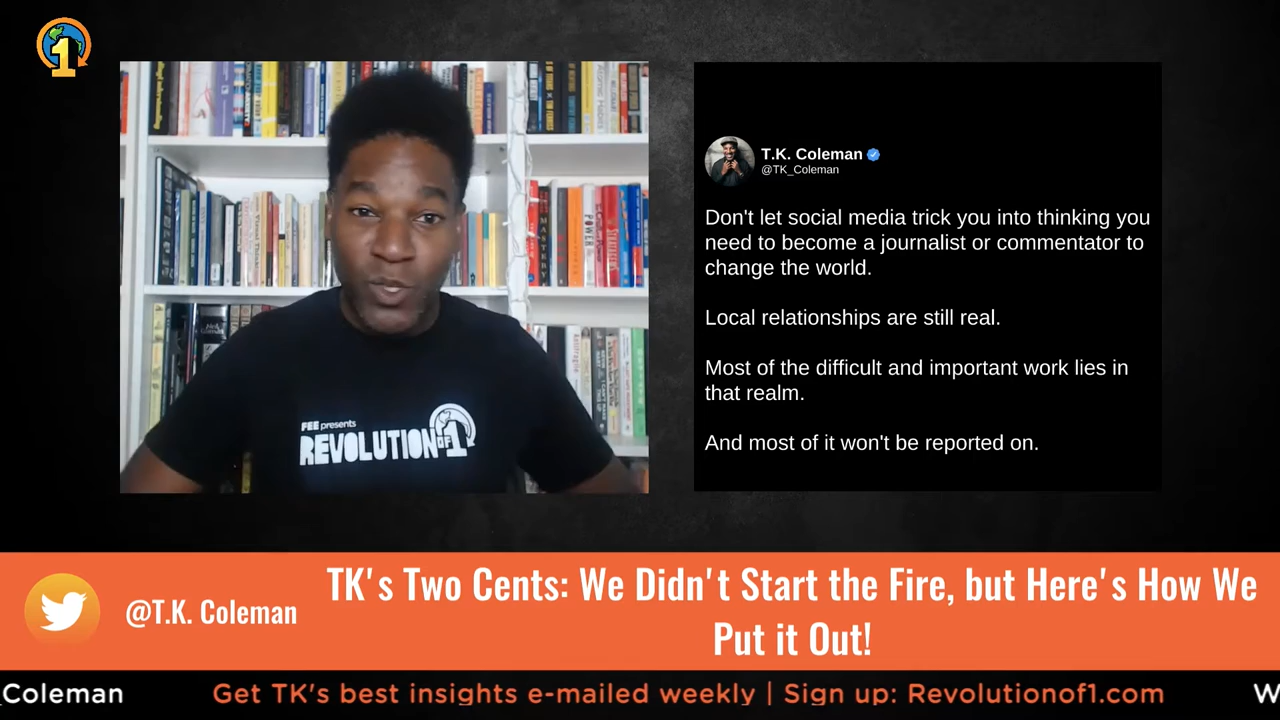 1
T.K. Coleman
@TK_Coleman
Don't let social media trick you into thinking you
need to become a journalist or commentator to
change the world.
Local relationships are still real.
Most of the difficult and important work lies in
that realm.
And most of it won't be reported on.
MASTERY
POWER
FEE presents
REVOLUTION OF 1
@T.K. Coleman
TK's Two Cents: We Didn't Start the Fire, but Here's How We
Put it Out!
Coleman
Get TK's best insights e-mailed weekly | Sign up: Revolutionof1.com
W